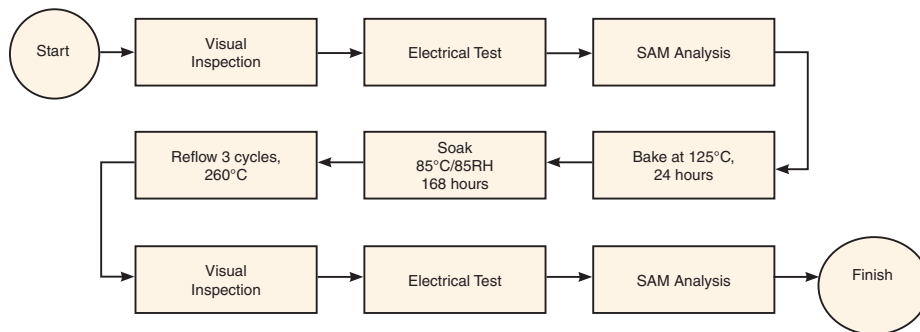 Start
Visual
Inspection
Electrical Test
SAM Analysis
Bake at 125°C,
24 hours
Soak
85°C/85RH
168 hours
Reflow 3 cycles,
260°C
Visual
Inspection
Electrical Test
SAM Analysis
Finish